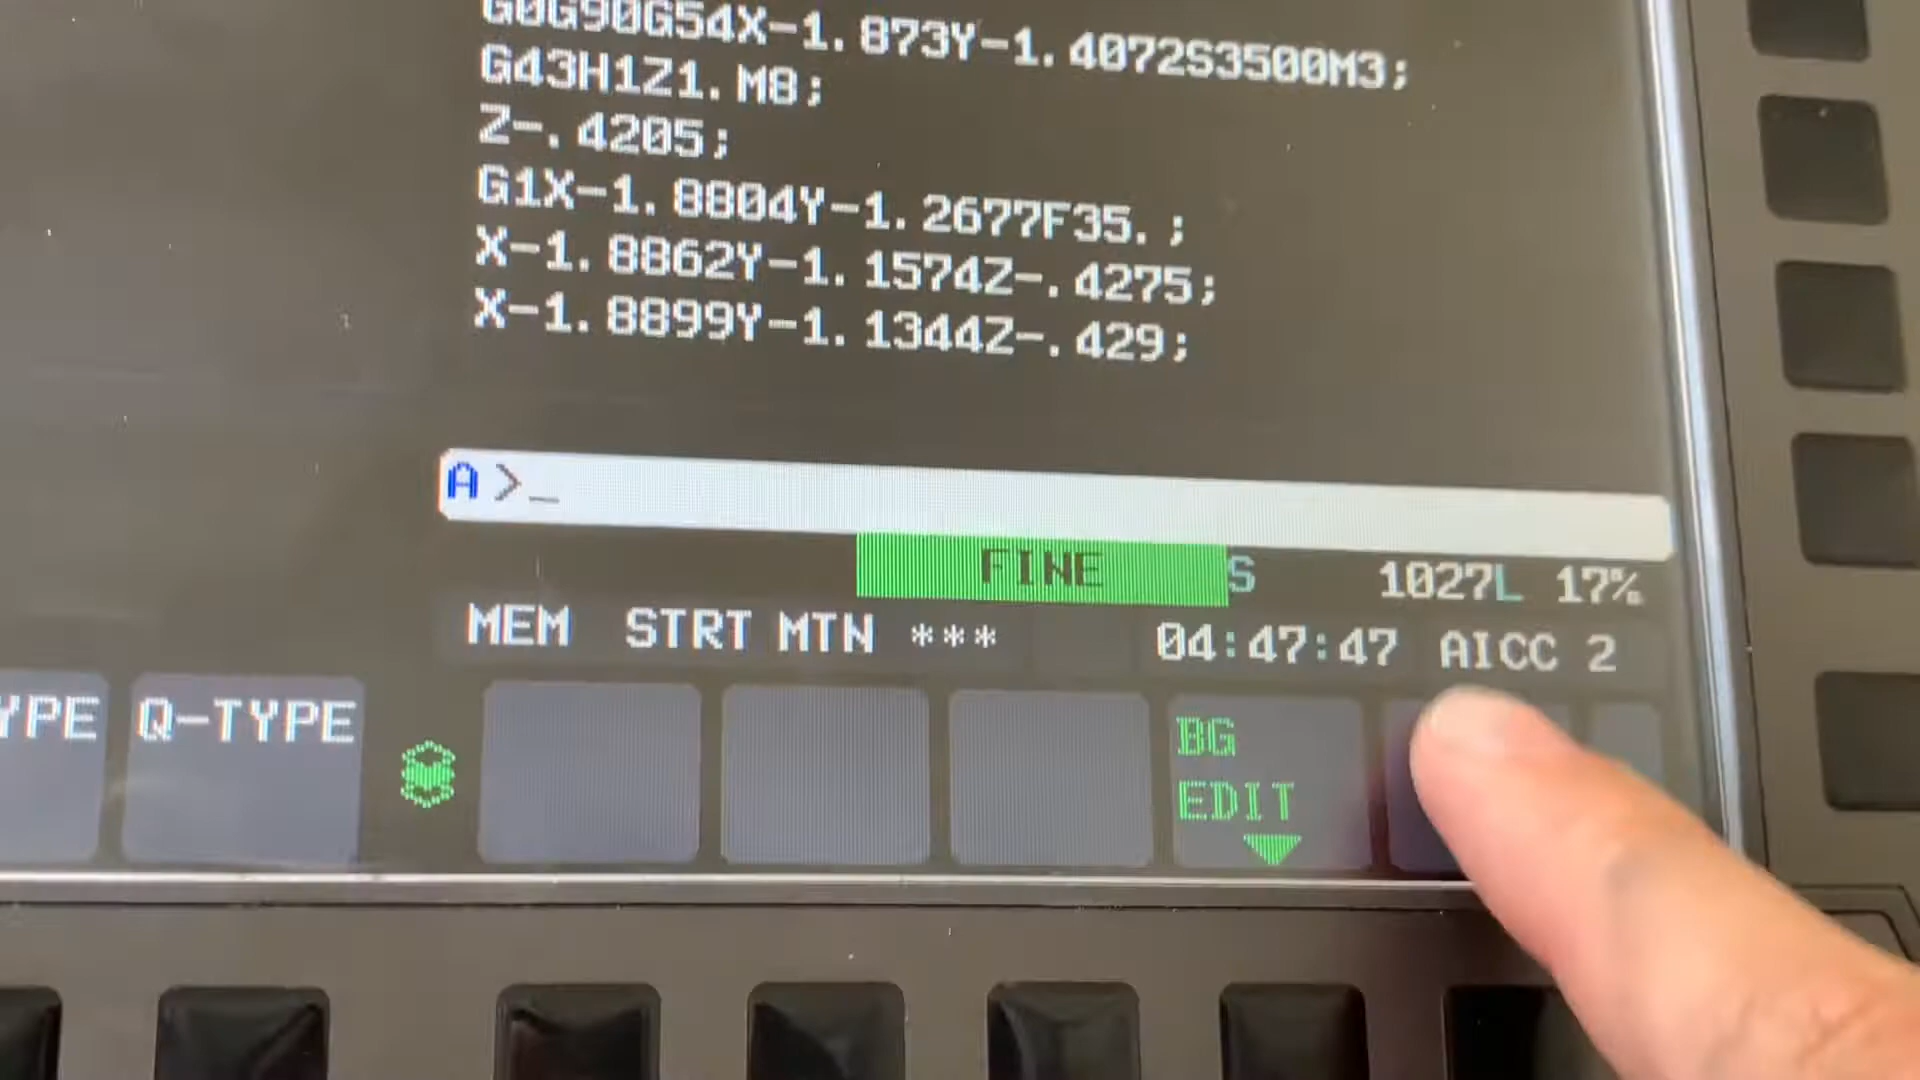 G0G90G54X-1.873Y-1.4072S3500M3;
G43H1Z1.M8;
Z-.4205;
G1X-1.8804Y-1.2677F35.;
X-1.8862Y-1.1574Z-.4275;
X-1.8899Y-1.1344Z-.429;
A>_
FINE S 1027L 17%
MEM STRT MTN *** 04:47:47 AICC 2
YPE Q-TYPE BG
EDIT